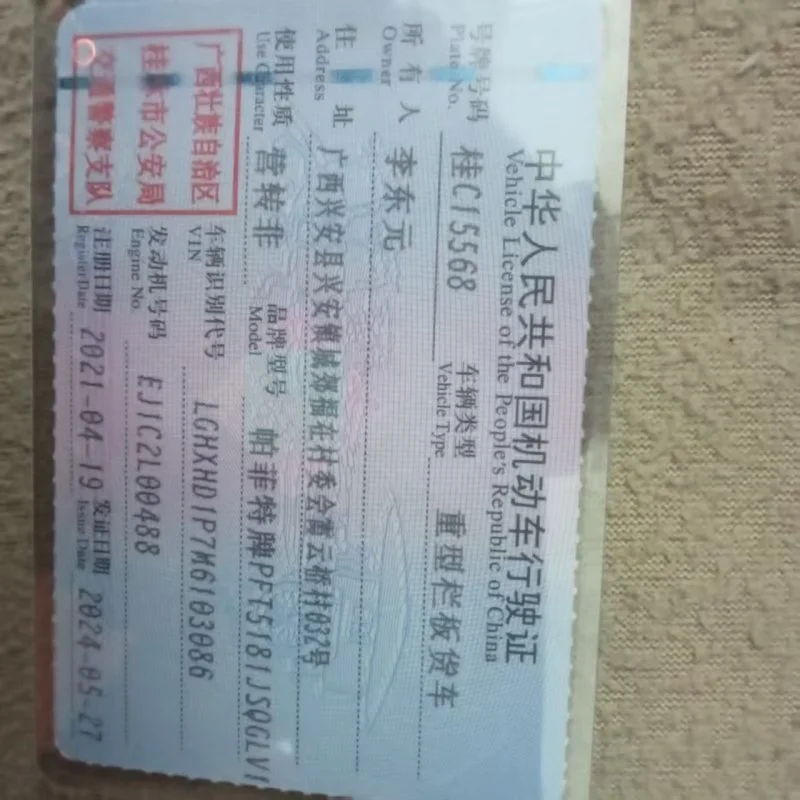 中华人民共和国机动车行驶证
Vehicle License of the People's Republic of China
号牌号码 桂C15568 车辆类型 重型栏板货车
Plate No. Vehicle Type
所有人 李东元
Owner
住址 广西兴安县兴安镇城郊福在村委会富云桥村032号
Address
使用性质 营转非 品牌型号 帕菲特牌PFT5181JSQGLV1
Use Character Model
广西壮族自治区
桂林市公安局
交通警察支队
车辆识别代号 LGHXHD1P7M6103086
VIN
发动机号码 EJ1C2L00488
Engine No.
注册日期 2021-04-19 发证日期 2024-05-27
Register Date Issue Date